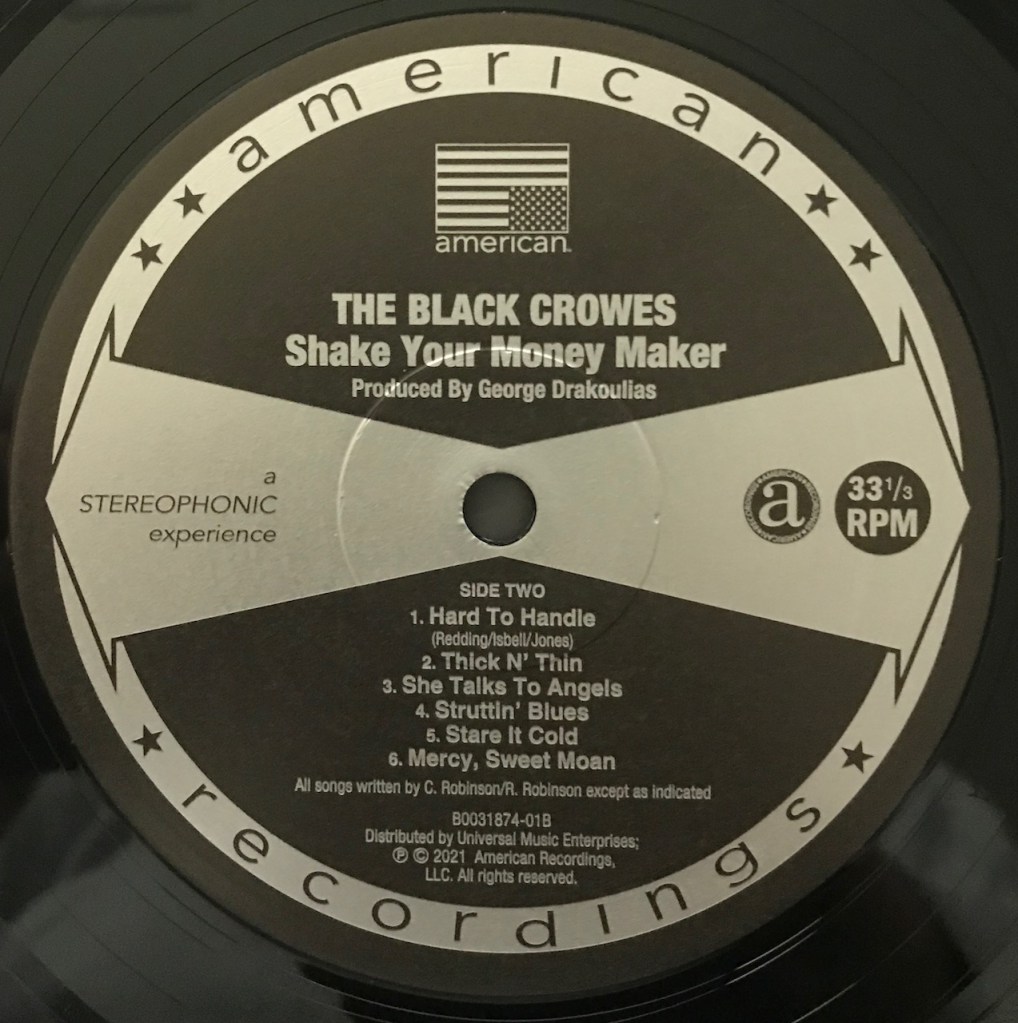 american
american
THE BLACK CROWES
Shake Your Money Maker
Produced By George Drakoulias
a
STEREOPHONIC
experience
a
33 1/3
RPM
SIDE TWO
1. Hard To Handle
(Redding/Isbell/Jones)
2. Thick N' Thin
3. She Talks To Angels
4. Struttin' Blues
5. Stare It Cold
6. Mercy, Sweet Moan
All songs written by C. Robinson/R. Robinson except as indicated
B0031874-01B
Distributed by Universal Music Enterprises;
℗ © 2021 American Recordings,
LLC. All rights reserved.
recordings